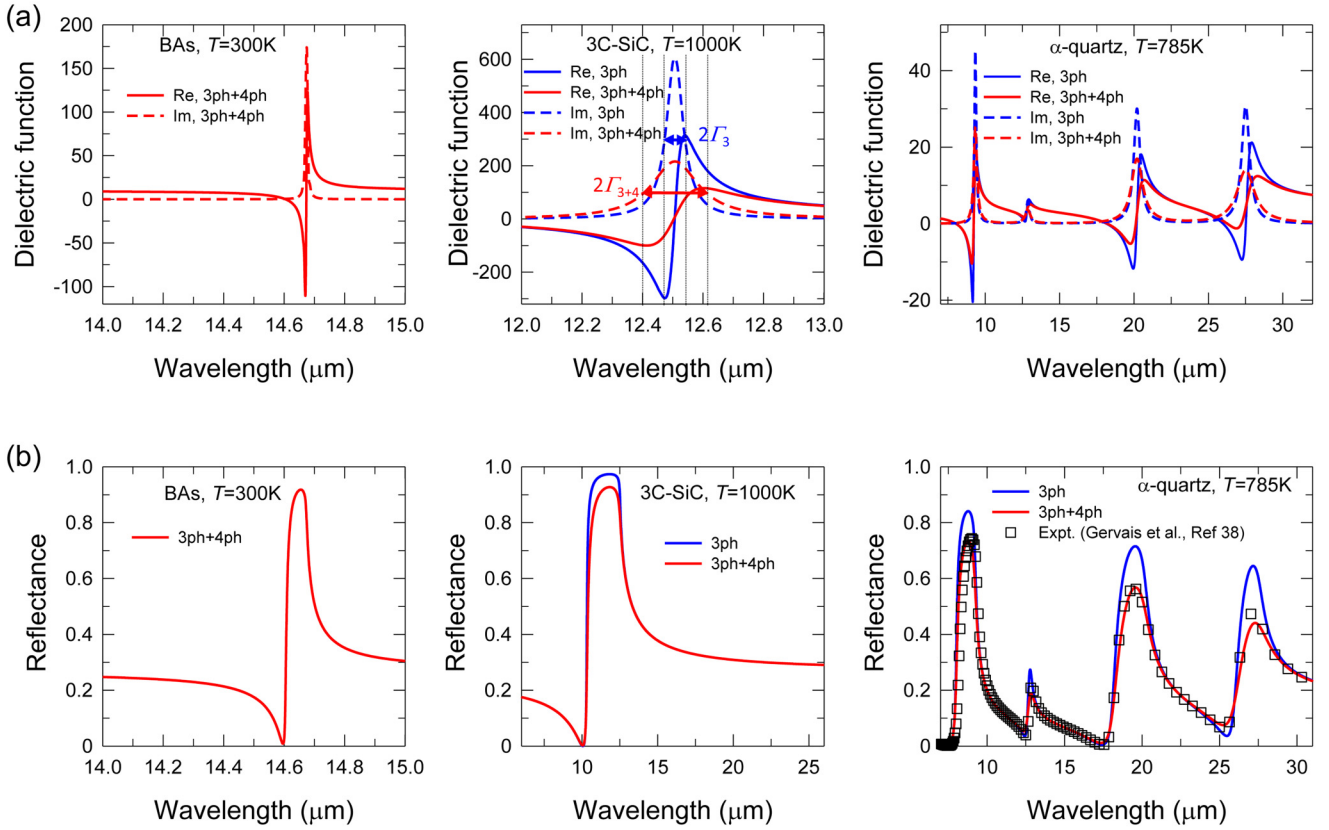 (a)
BAs, T=300K
Re, 3ph+4ph
Im, 3ph+4ph
Dielectric function
200
175
150
125
100
75
50
25
0
-25
-50
-75
-100
14.0
14.2
14.4
14.6
14.8
15.0
Wavelength (μm)
3C-SiC, T=1000K
Re, 3ph
Re, 3ph+4ph
Im, 3ph
Im, 3ph+4ph
2Γ3
2Γ3+4
Dielectric function
600
400
200
0
-200
12.0
12.2
12.4
12.6
12.8
13.0
Wavelength (μm)
α-quartz, T=785K
Re, 3ph
Re, 3ph+4ph
Im, 3ph
Im, 3ph+4ph
Dielectric function
40
20
0
20
10
15
20
25
30
Wavelength (μm)
(b)
BAs, T=300K
3ph+4ph
Reflectance
1.0
0.8
0.6
0.4
0.2
0
14.0
14.2
14.4
14.6
14.8
15.0
Wavelength (μm)
3C-SiC, T=1000K
3ph
3ph+4ph
Reflectance
1.0
0.8
0.6
0.4
0.2
0
10
15
20
25
Wavelength (μm)
α-quartz, T=785K
3ph
3ph+4ph
Expt. (Gervais et al., Ref 38)
Reflectance
1.0
0.8
0.6
0.4
0.2
0
10
15
20
25
30
Wavelength (μm)